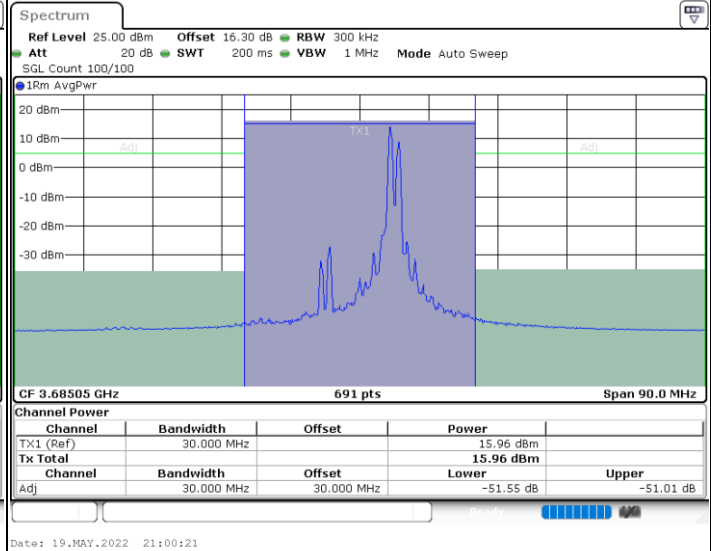 Spectrum
Ref Level 25.00 dBm Offset 16.30 dB RBW 300 kHz
Att 20 dB SWT 200 ms VBW 1 MHz Mode Auto Sweep
SGL Count 100/100
1Rm AvgPwr
20 dBm
TX1
10 dBm
Adj Adj
0 dBm
-10 dBm
-20 dBm
-30 dBm
CF 3.68505 GHz 691 pts Span 90.0 MHz
Channel Power
Channel Bandwidth Offset Power
TX1 (Ref) 30.000 MHz 15.96 dBm
Tx Total 15.96 dBm
Channel Bandwidth Offset Lower Upper
Adj 30.000 MHz 30.000 MHz -51.55 dB -51.01 dB
Ready
Date: 19.MAY.2022 21:00:21